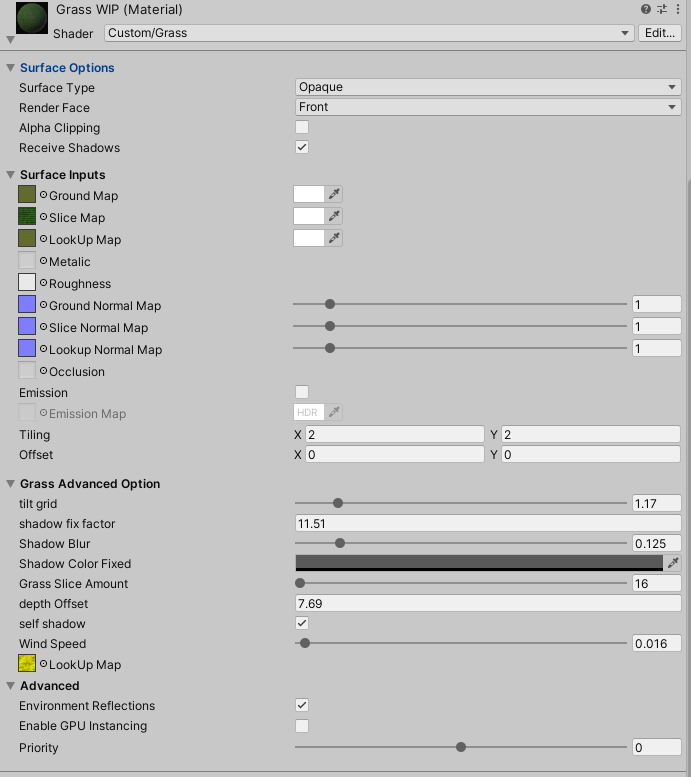 Grass WIP (Material)
Shader Custom/Grass Edit...
Surface Options
Surface Type Opaque
Render Face Front
Alpha Clipping
Receive Shadows
Surface Inputs
Ground Map
Slice Map
LookUp Map
Metalic
Roughness
Ground Normal Map 1
Slice Normal Map 1
Lookup Normal Map 1
Occlusion
Emission
Emission Map HDR
Tiling X 2 Y 2
Offset X 0 Y 0
Grass Advanced Option
tilt grid 1.17
shadow fix factor 11.51
Shadow Blur 0.125
Shadow Color Fixed
Grass Slice Amount 16
depth Offset 7.69
self shadow
Wind Speed 0.016
LookUp Map
Advanced
Environment Reflections
Enable GPU Instancing
Priority 0